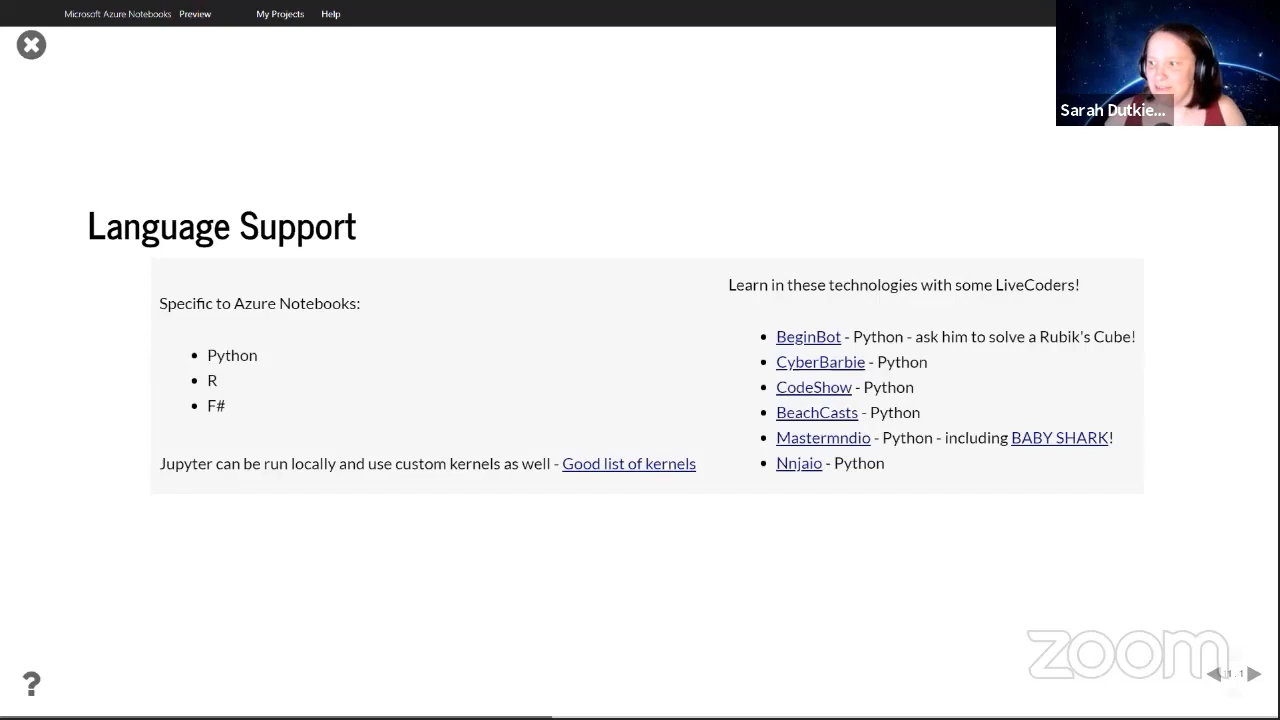 Microsoft Azure Notebooks Preview My Projects Help
Sarah Dutkie...
Language Support
Specific to Azure Notebooks:
• Python
• R
• F#
Jupyter can be run locally and use custom kernels as well - Good list of kernels
Learn in these technologies with some LiveCoders!
• BeginBot - Python - ask him to solve a Rubik's Cube!
• CyberBarbie - Python
• CodeShow - Python
• BeachCasts - Python
• Mastermndio - Python - including BABY SHARK!
• Nnjaio - Python
?
zoom